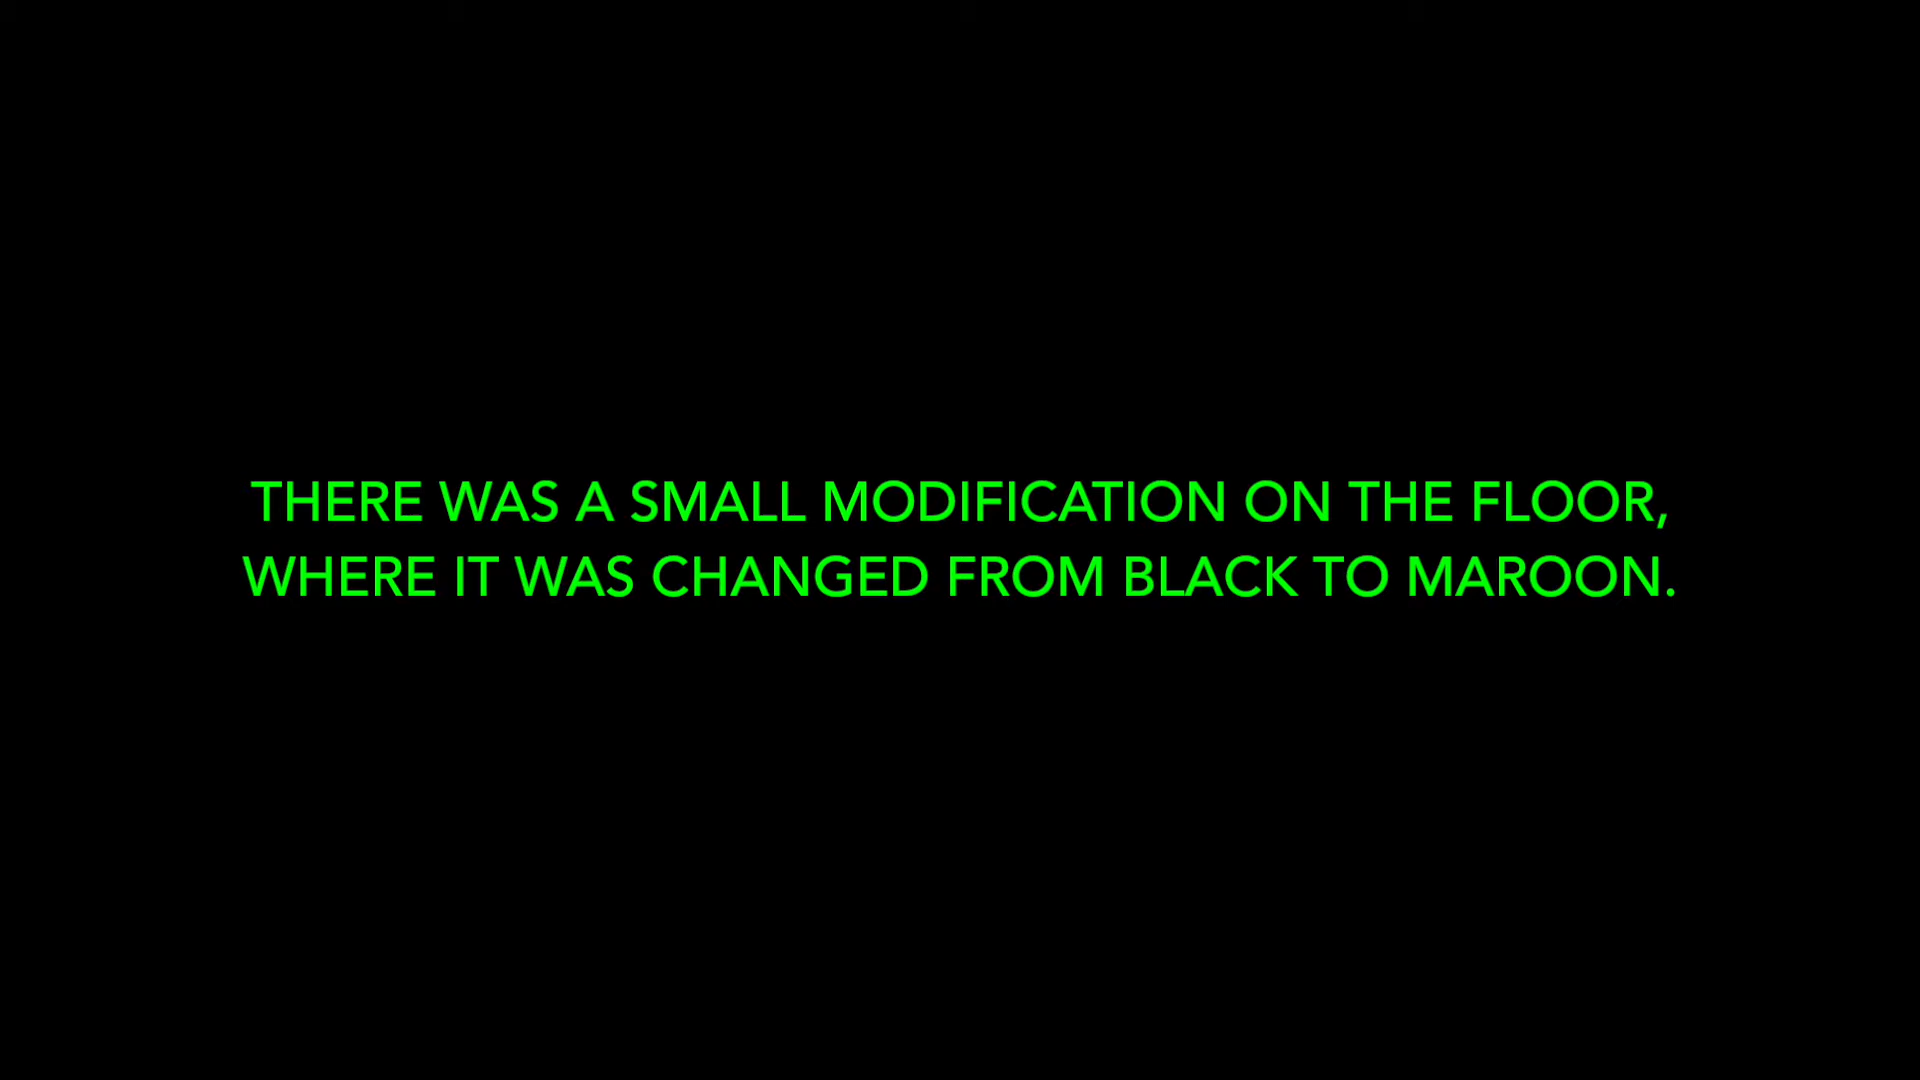 THERE WAS A SMALL MODIFICATION ON THE FLOOR,
WHERE IT WAS CHANGED FROM BLACK TO MAROON.